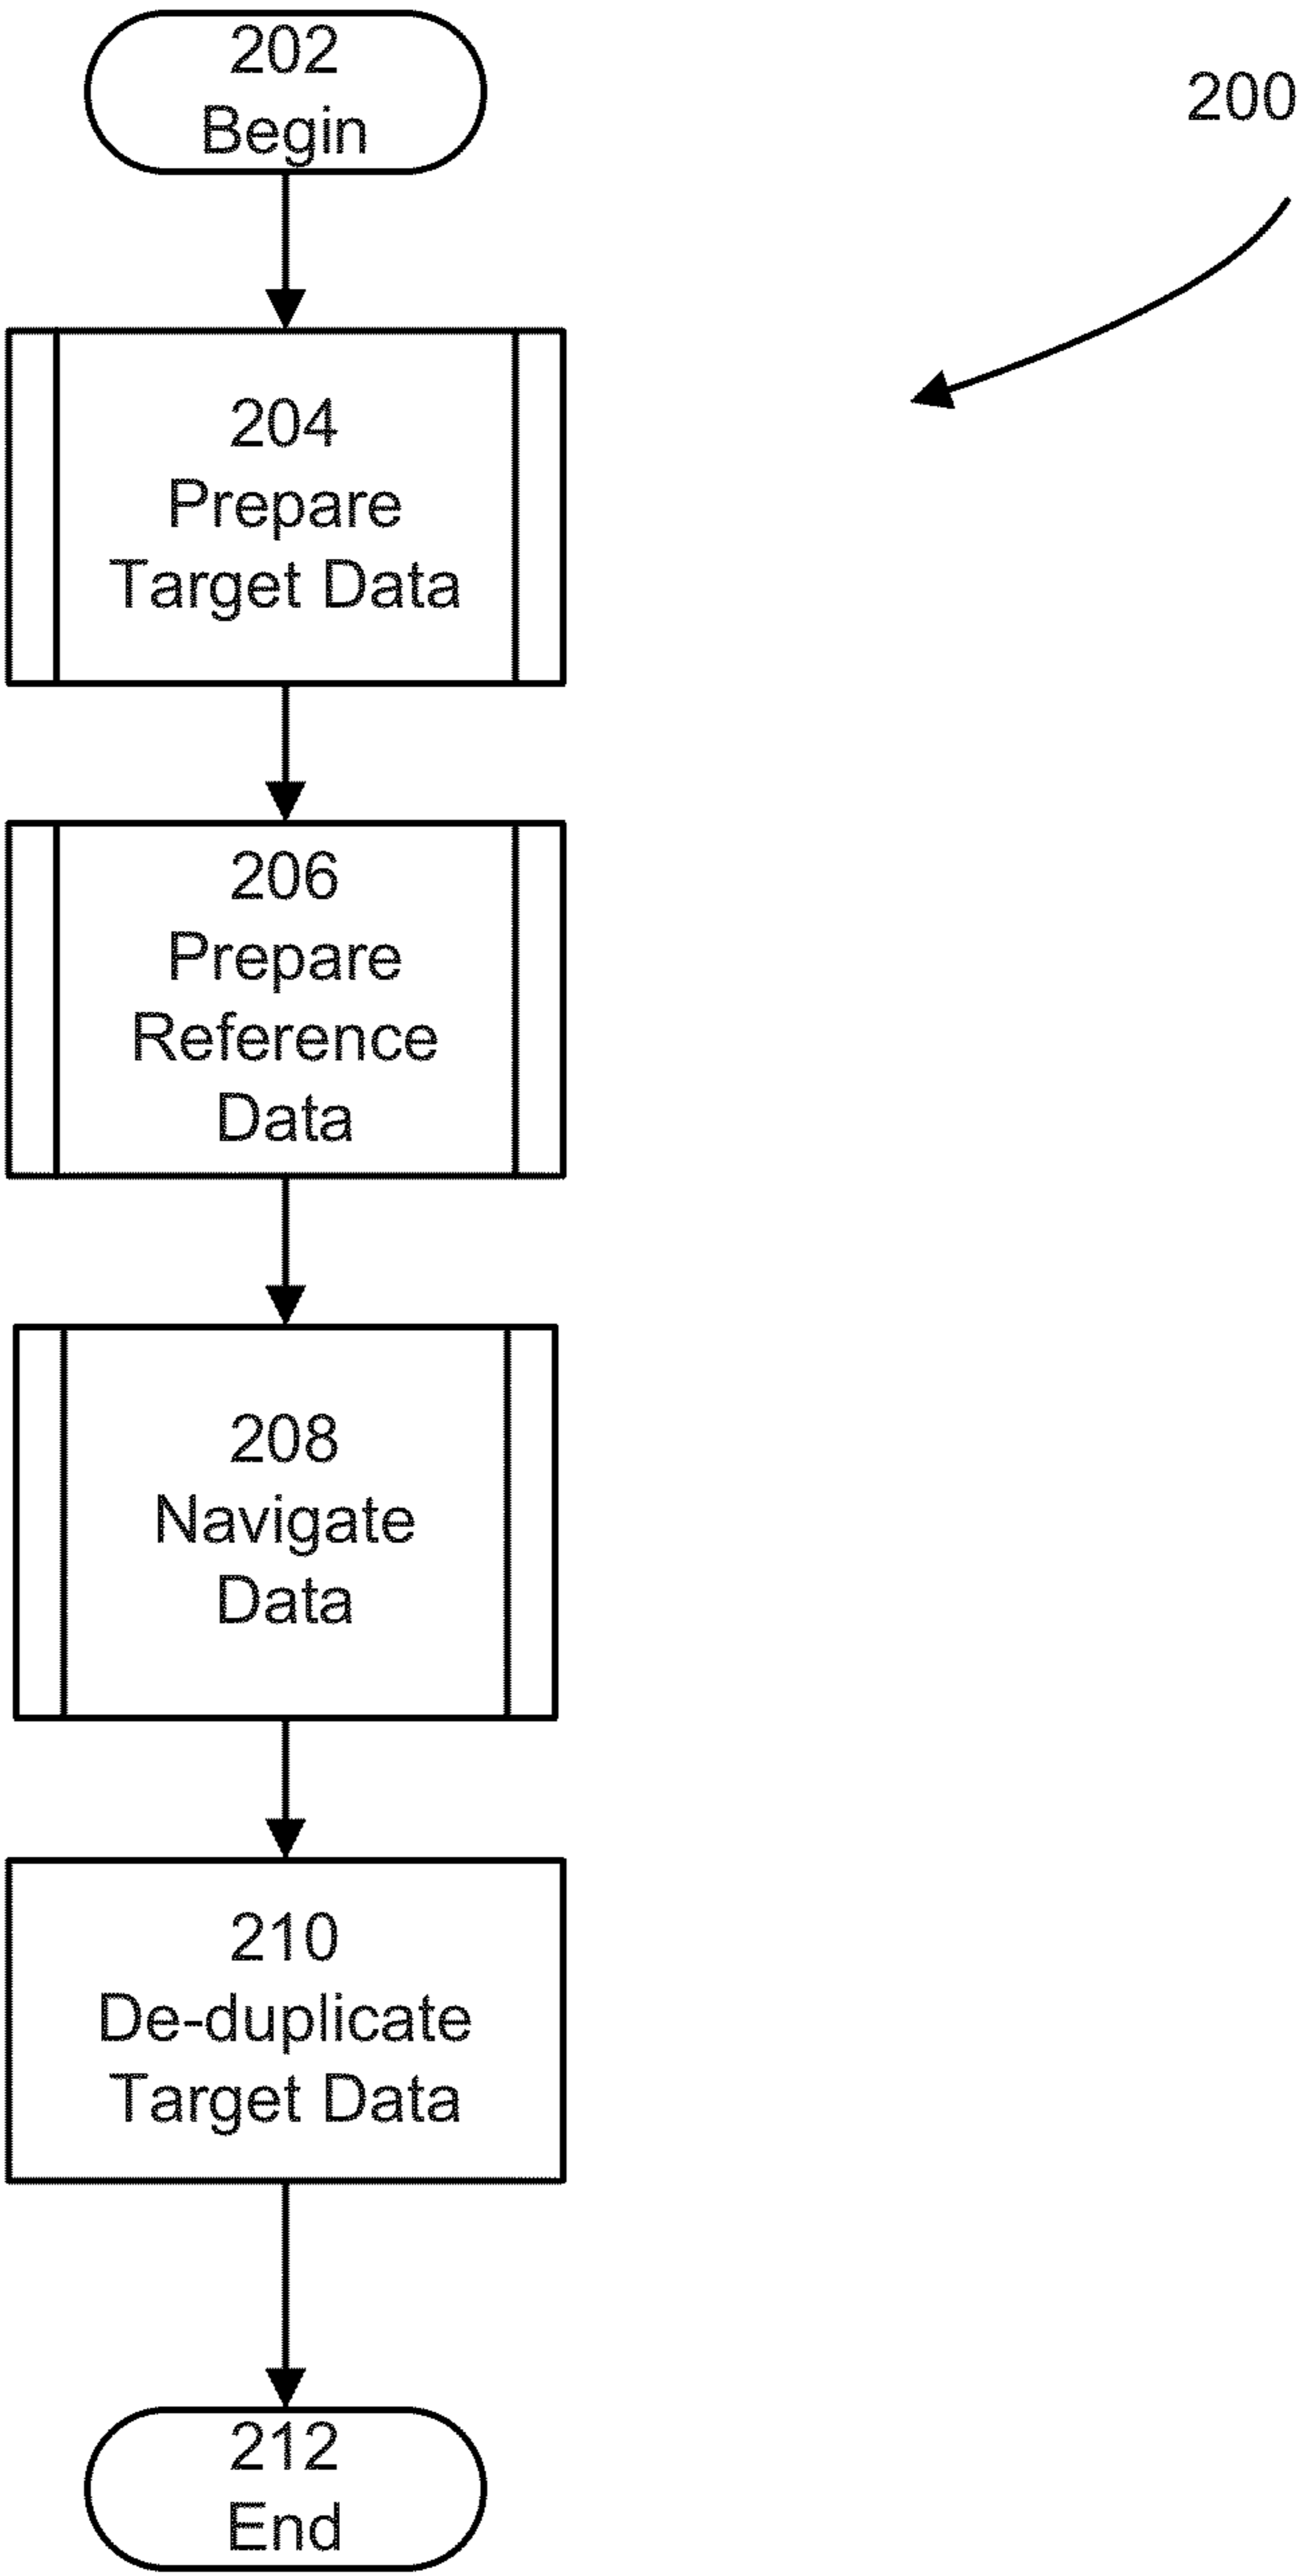 202
Begin
200
204
Prepare
Target Data
206
Prepare
Reference
Data
208
Navigate
Data
210
De-duplicate
Target Data
212
End